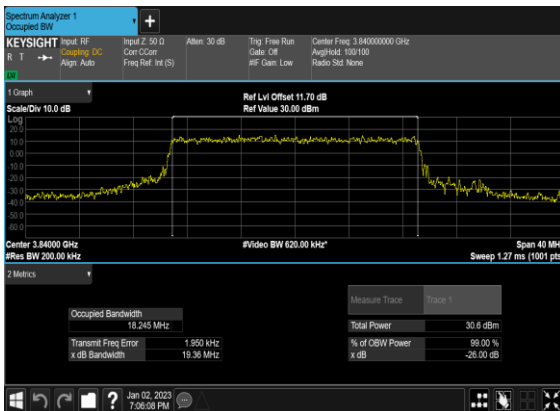 Spectrum Analyzer 1
Occupied BW
+
KEYSIGHT
R T
LV
Input: RF
Coupling: DC
Align: Auto
Input Z: 50 Ω
Corr CCorr
Freq Ref: Int (S)
Atten: 30 dB
Trig: Free Run
Gate: Off
#IF Gain: Low
Center Freq: 3.840000000 GHz
Avg|Hold: 100/100
Radio Std: None
1 Graph
Scale/Div 10.0 dB
Ref Lvl Offset 11.70 dB
Ref Value 30.00 dBm
Log
20.0
10.0
0.00
-10.0
-20.0
-30.0
-40.0
-50.0
-60.0
Center 3.84000 GHz
#Video BW 620.00 kHz*
Span 40 MH
#Res BW 200.00 kHz
Sweep 1.27 ms (1001 pts
2 Metrics
Measure Trace
Trace 1
Occupied Bandwidth
18.245 MHz
Total Power
30.6 dBm
Transmit Freq Error
1.950 kHz
% of OBW Power
99.00 %
x dB Bandwidth
19.36 MHz
x dB
-26.00 dB
?
Jan 02, 2023
7:06:08 PM